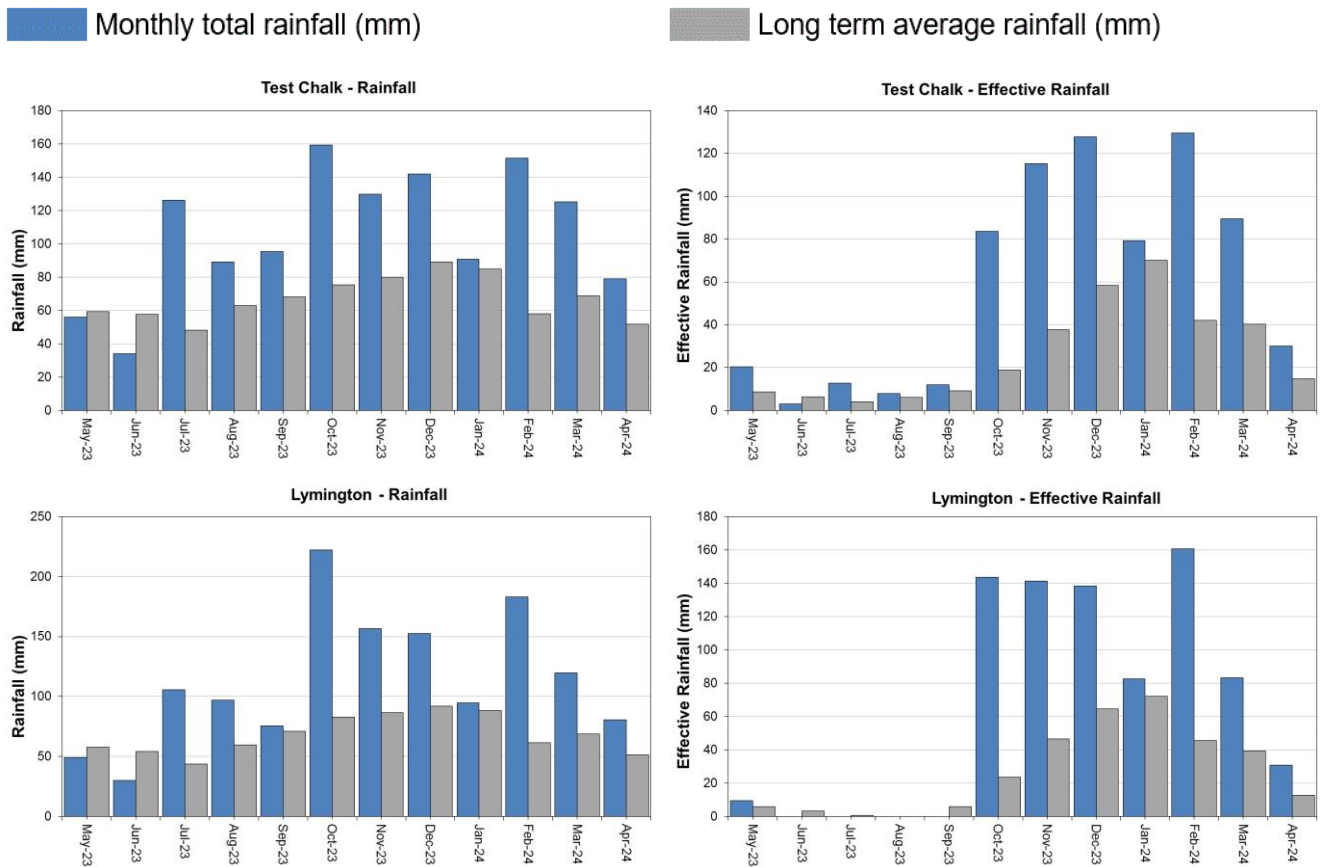 Monthly total rainfall (mm)
Long term average rainfall (mm)
Test Chalk - Rainfall
Rainfall (mm)
180
160
140
120
100
80
60
40
20
0
May-23
Jun-23
Jul-23
Aug-23
Sep-23
Oct-23
Nov-23
Dec-23
Jan-24
Feb-24
Mar-24
Apr-24
Test Chalk - Effective Rainfall
Effective Rainfall (mm)
140
120
100
80
60
40
20
0
May-23
Jun-23
Jul-23
Aug-23
Sep-23
Oct-23
Nov-23
Dec-23
Jan-24
Feb-24
Mar-24
Apr-24
Lymington - Rainfall
Rainfall (mm)
250
200
150
100
50
0
May-23
Jun-23
Jul-23
Aug-23
Sep-23
Oct-23
Nov-23
Dec-23
Jan-24
Feb-24
Mar-24
Apr-24
Lymington - Effective Rainfall
Effective Rainfall (mm)
180
160
140
120
100
80
60
40
20
0
May-23
Jun-23
Jul-23
Aug-23
Sep-23
Oct-23
Nov-23
Dec-23
Jan-24
Feb-24
Mar-24
Apr-24